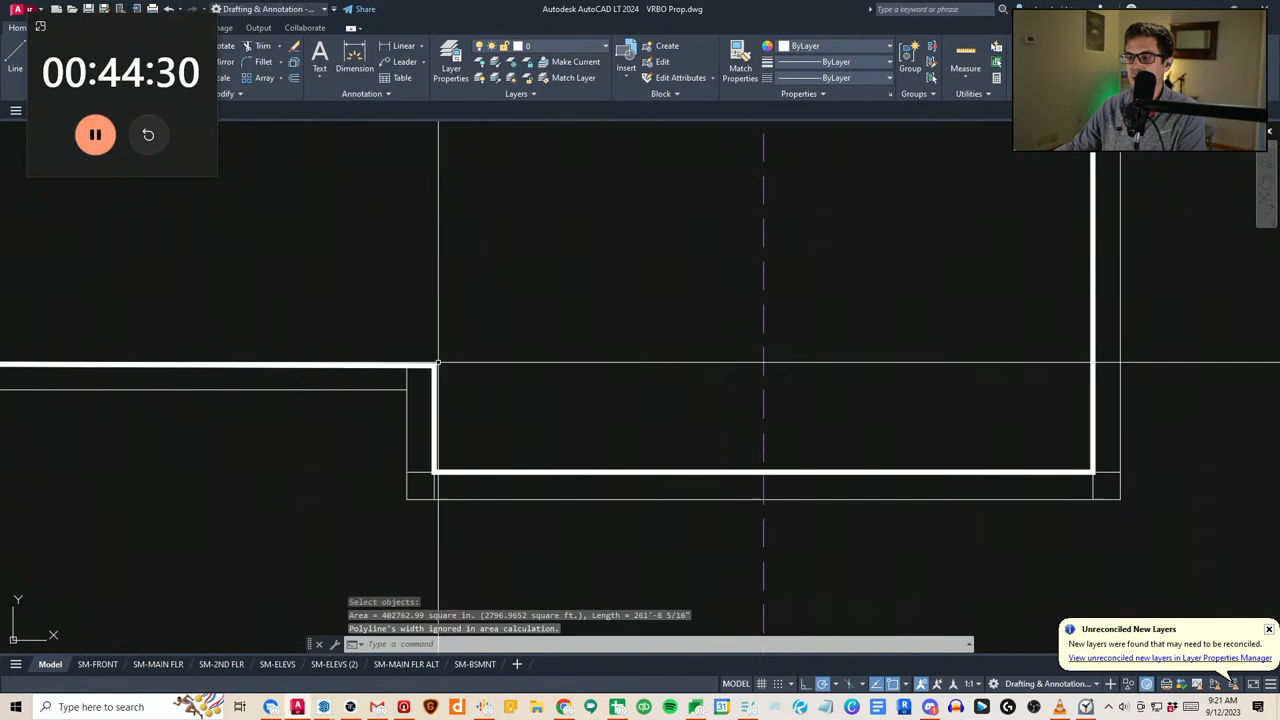 Drafting & Annotation
Share
Autodesk AutoCAD LT 2024 VRBO Prop.dwg
Type a keyword or phrase
Output
Collaborate
00:44:30
Line
Trim
Fillet
Array
Text
Dimension
Linear
Leader
Table
Annotation
Layer
Properties
0
Make Current
Match Layer
Layers
Insert
Create
Edit
Edit Attributes
Block
Match
Properties
ByLayer
ByLayer
ByLayer
Properties
Group
Groups
Measure
Utilities
Y
X
Select objects:
Area = 402762.99 square in. (2796.9652 square ft.), Length = 261'-8 5/16"
Polyline's width ignored in area calculation.
Type a command
Unreconciled New Layers
New layers were found that may need to be reconciled.
View unreconciled new layers in Layer Properties Manager
Model
SM-FRONT
SM-MAIN FLR
SM-2ND FLR
SM-ELEVS
SM-ELEVS (2)
SM-MAIN FLR ALT
SM-BSMNT
MODEL
1:1
Drafting & Annotation
Type here to search
9:21 AM
9/12/2023